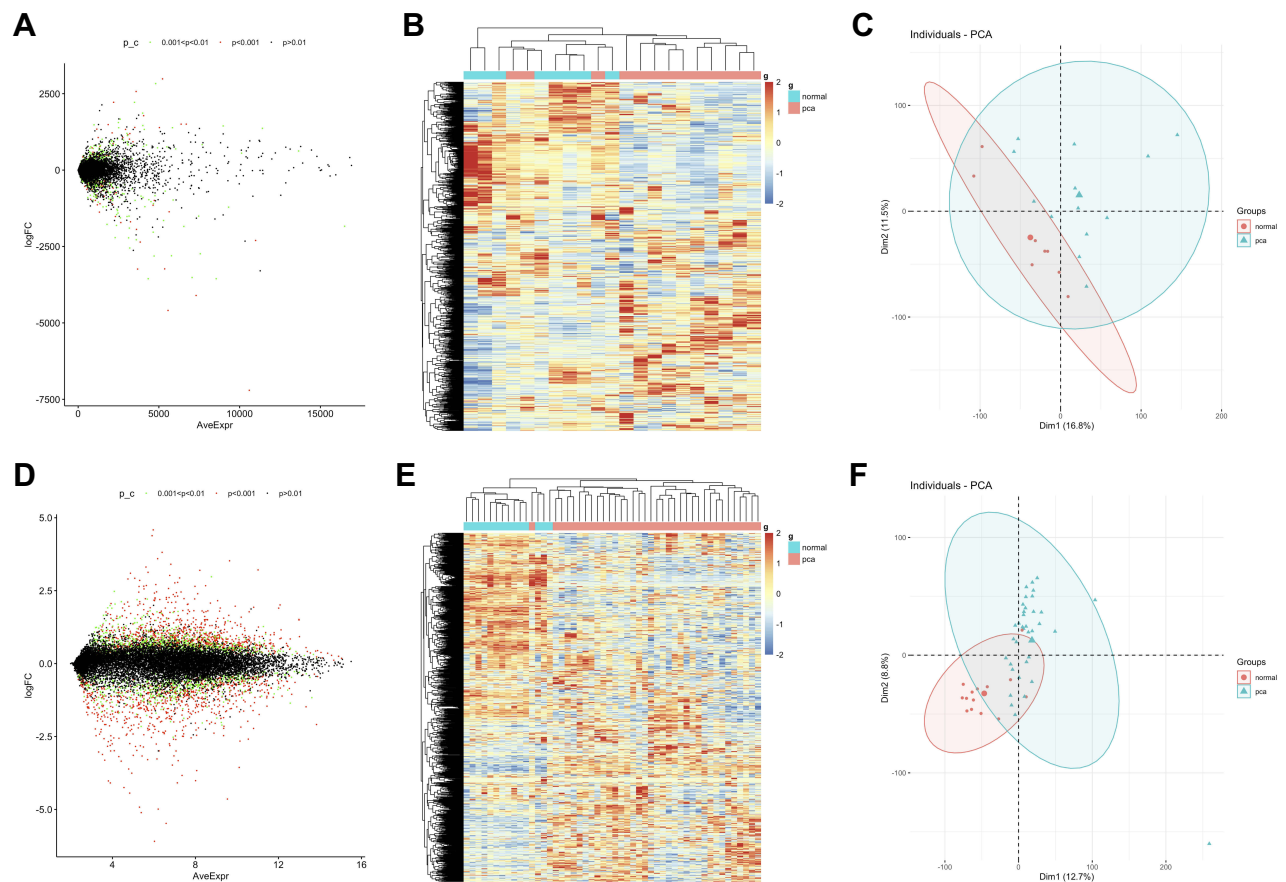 A
p_c 0.001<p<0.01 p<0.001 p>0.01
2500
0
-2500
-5000
-7500
logFC
0 5000 10000 15000
AveExpr
B
g
normal
pca
2
1
0
-1
-2
C
Individuals - PCA
100
0
-100
Dim2 (11.5%)
-100 0 100 200
Dim1 (16.8%)
Groups
normal
pca
D
p_c 0.001<p<0.01 p<0.001 p>0.01
5.0
2.5
0.0
-2.5
-5.0
logFC
4 8 12 16
AveExpr
E
g
normal
pca
2
1
0
-1
-2
F
Individuals - PCA
100
0
-100
Dim2 (8.8%)
-100 0 100 200
Dim1 (12.7%)
Groups
normal
pca